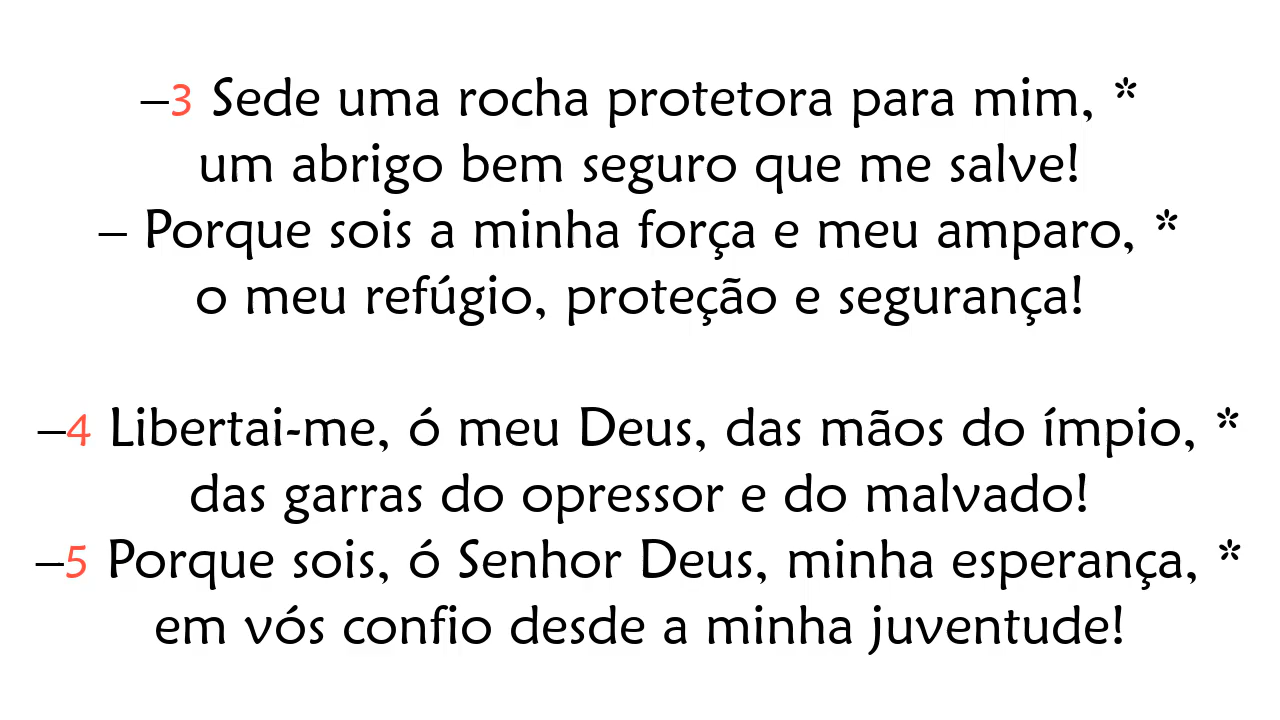 –3 Sede uma rocha protetora para mim, *
um abrigo bem seguro que me salve!
– Porque sois a minha força e meu amparo, *
o meu refúgio, proteção e segurança!
–4 Libertai-me, ó meu Deus, das mãos do ímpio, *
das garras do opressor e do malvado!
–5 Porque sois, ó Senhor Deus, minha esperança, *
em vós confio desde a minha juventude!